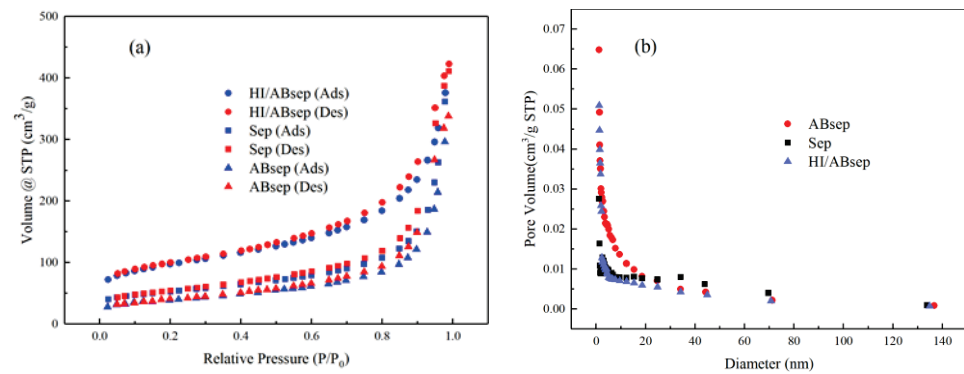 (a)
HI/ABsep (Ads)
HI/ABsep (Des)
Sep (Ads)
Sep (Des)
ABsep (Ads)
ABsep (Des)
Volume @ STP (cm³/g)
500
400
300
200
100
0
0.0 0.2 0.4 0.6 0.8 1.0
Relative Pressure (P/P₀)
(b)
ABsep
Sep
HI/ABsep
Pore Volume(cm³/g STP)
0.07
0.06
0.05
0.04
0.03
0.02
0.01
0.00
0 20 40 60 80 100 120 140
Diameter (nm)